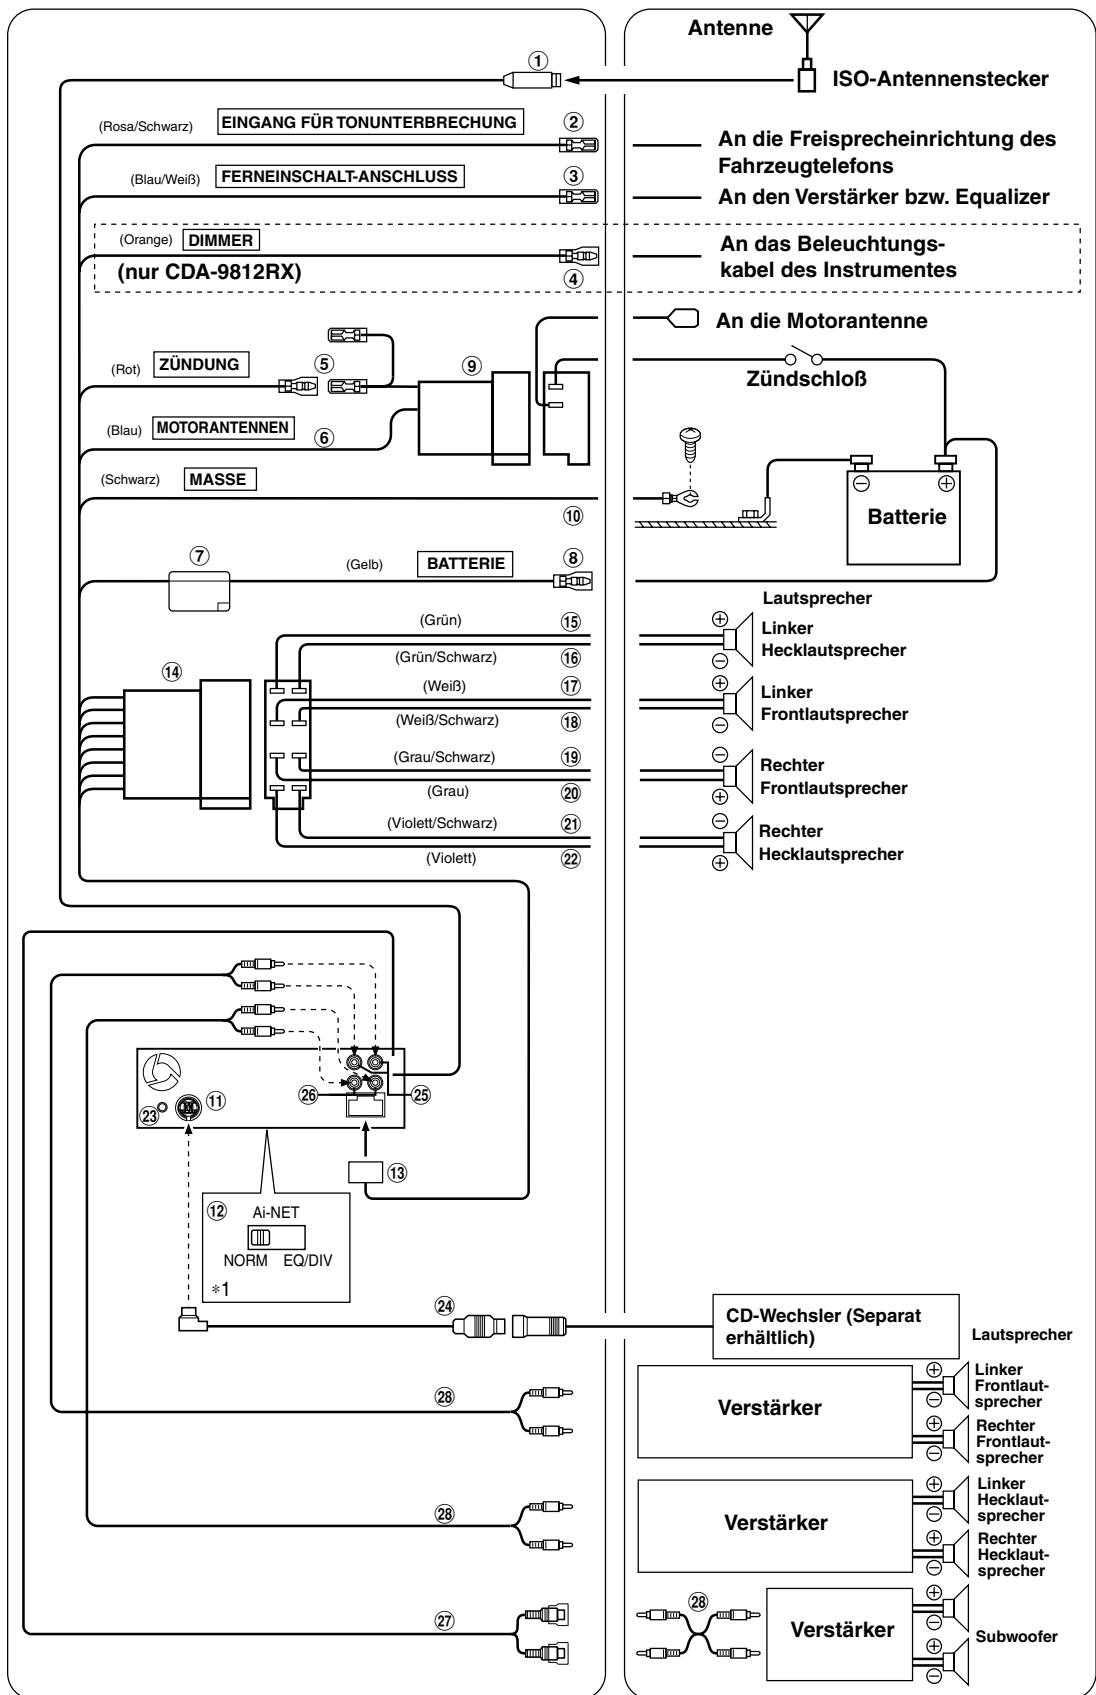 Antenne
①
ISO-Antennenstecker
(Rosa/Schwarz) EINGANG FÜR TONUNTERBRECHUNG ②
An die Freisprecheinrichtung des
Fahrzeugtelefons
(Blau/Weiß) FERNEINSCHALT-ANSCHLUSS ③
An den Verstärker bzw. Equalizer
(Orange) DIMMER
(nur CDA-9812RX) ④
An das Beleuchtungs-
kabel des Instrumentes
An die Motorantenne
(Rot) ZÜNDUNG ⑤ ⑨
Zündschloß
(Blau) MOTORANTENNEN ⑥
(Schwarz) MASSE ⑩
⊖ ⊕
Batterie
⑦ (Gelb) BATTERIE ⑧
Lautsprecher
(Grün) ⑮
(Grün/Schwarz) ⑯
⊕ ⊖
Linker
Hecklautsprecher
⑭
(Weiß) ⑰
(Weiß/Schwarz) ⑱
⊕ ⊖
Linker
Frontlautsprecher
(Grau/Schwarz) ⑲
(Grau) ⑳
⊖ ⊕
Rechter
Frontlautsprecher
(Violett/Schwarz) ㉑
(Violett) ㉒
⊖ ⊕
Rechter
Hecklautsprecher
㉓ ⑪ ㉖ ㉕
⑬
⑫ Ai-NET
NORM EQ/DIV
*1
㉔
CD-Wechsler (Separat
erhältlich)
Lautsprecher
㉘
Verstärker
⊕ ⊖
Linker
Frontlaut-
sprecher
⊕ ⊖
Rechter
Frontlaut-
sprecher
㉘
Verstärker
⊕ ⊖
Linker
Hecklaut-
sprecher
⊕ ⊖
Rechter
Hecklaut-
sprecher
㉗ ㉘
Verstärker
⊕ ⊖
⊕ ⊖
Subwoofer